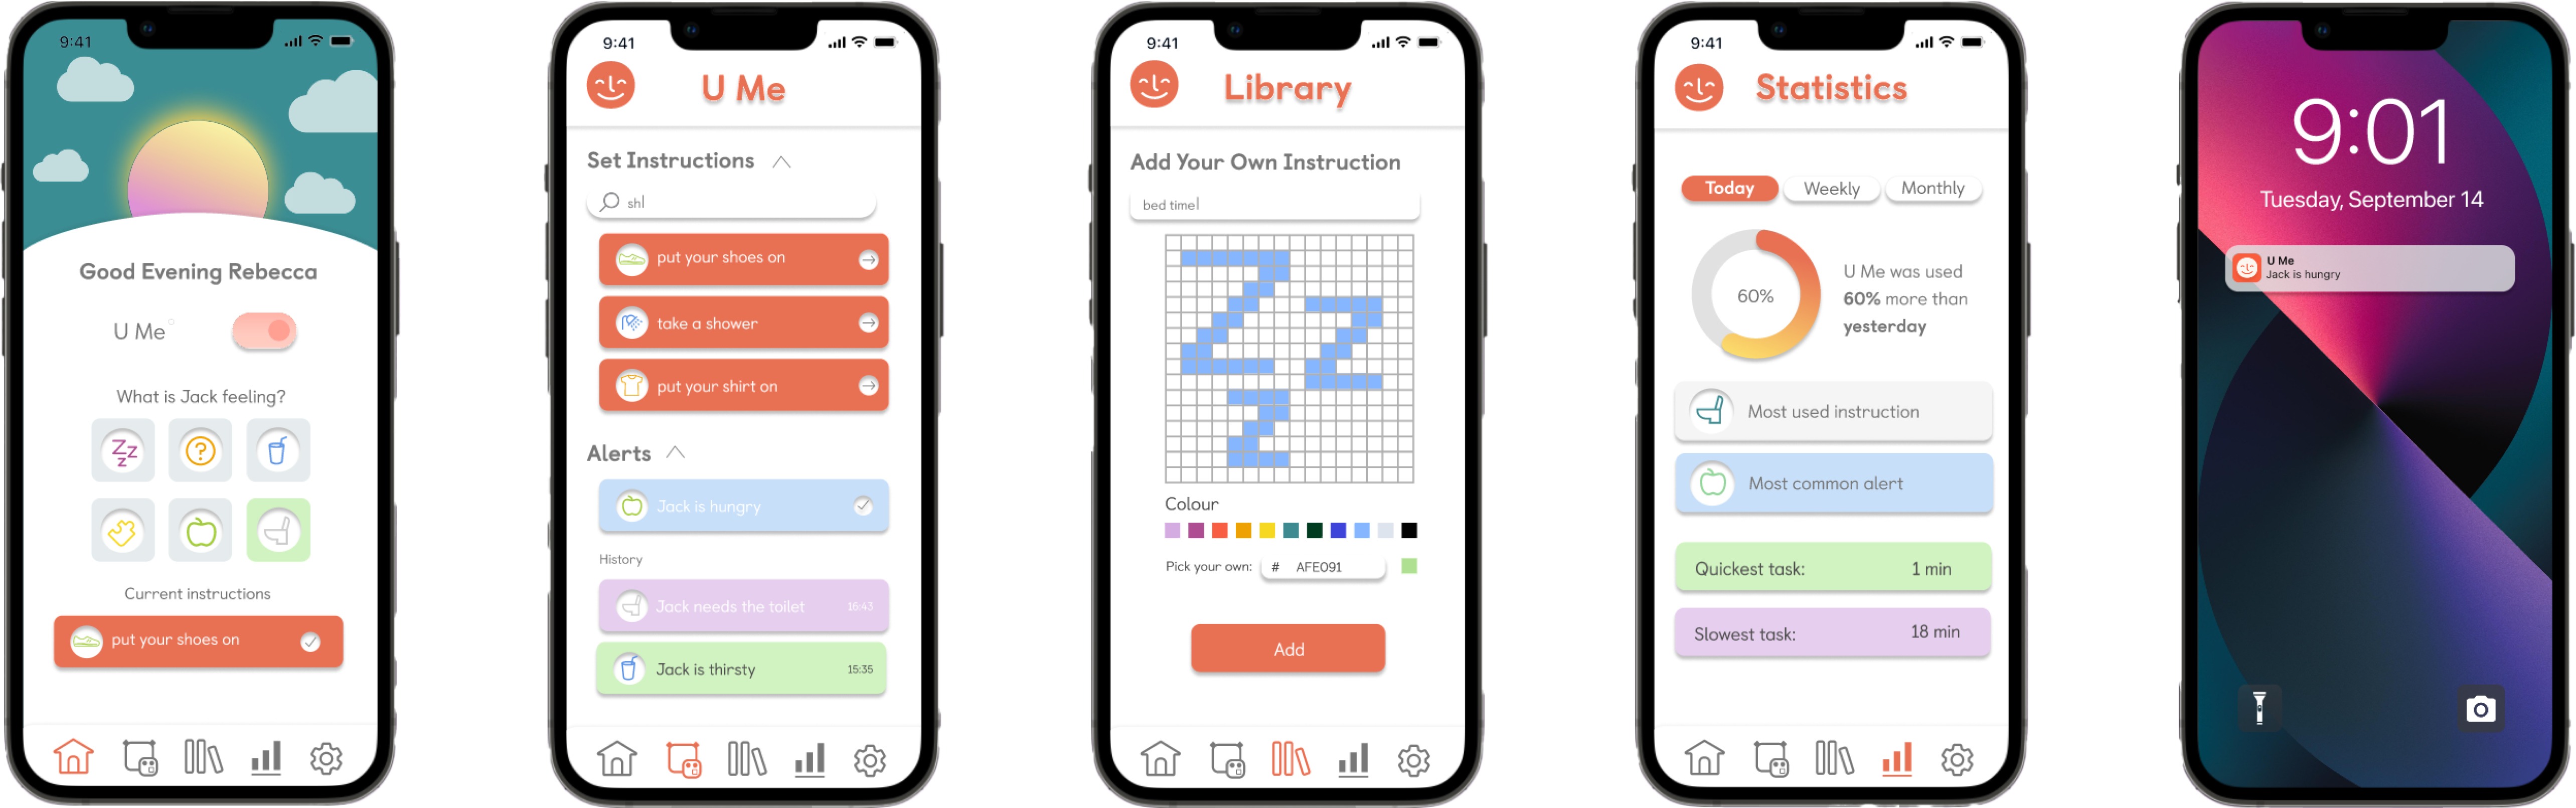 9:41
Good Evening Rebecca
U Me
What is Jack feeling?
Zzz
?
Current instructions
put your shoes on
9:41
U Me
Set Instructions
shl
put your shoes on
take a shower
put your shirt on
Alerts
Jack is hungry
History
Jack needs the toilet 16:43
Jack is thirsty 15:35
9:41
Library
Add Your Own Instruction
bed time
Colour
Pick your own: # AFE091
Add
9:41
Statistics
Today Weekly Monthly
60%
U Me was used
60% more than
yesterday
Most used instruction
Most common alert
Quickest task: 1 min
Slowest task: 18 min
9:01
Tuesday, September 14
U Me
Jack is hungry